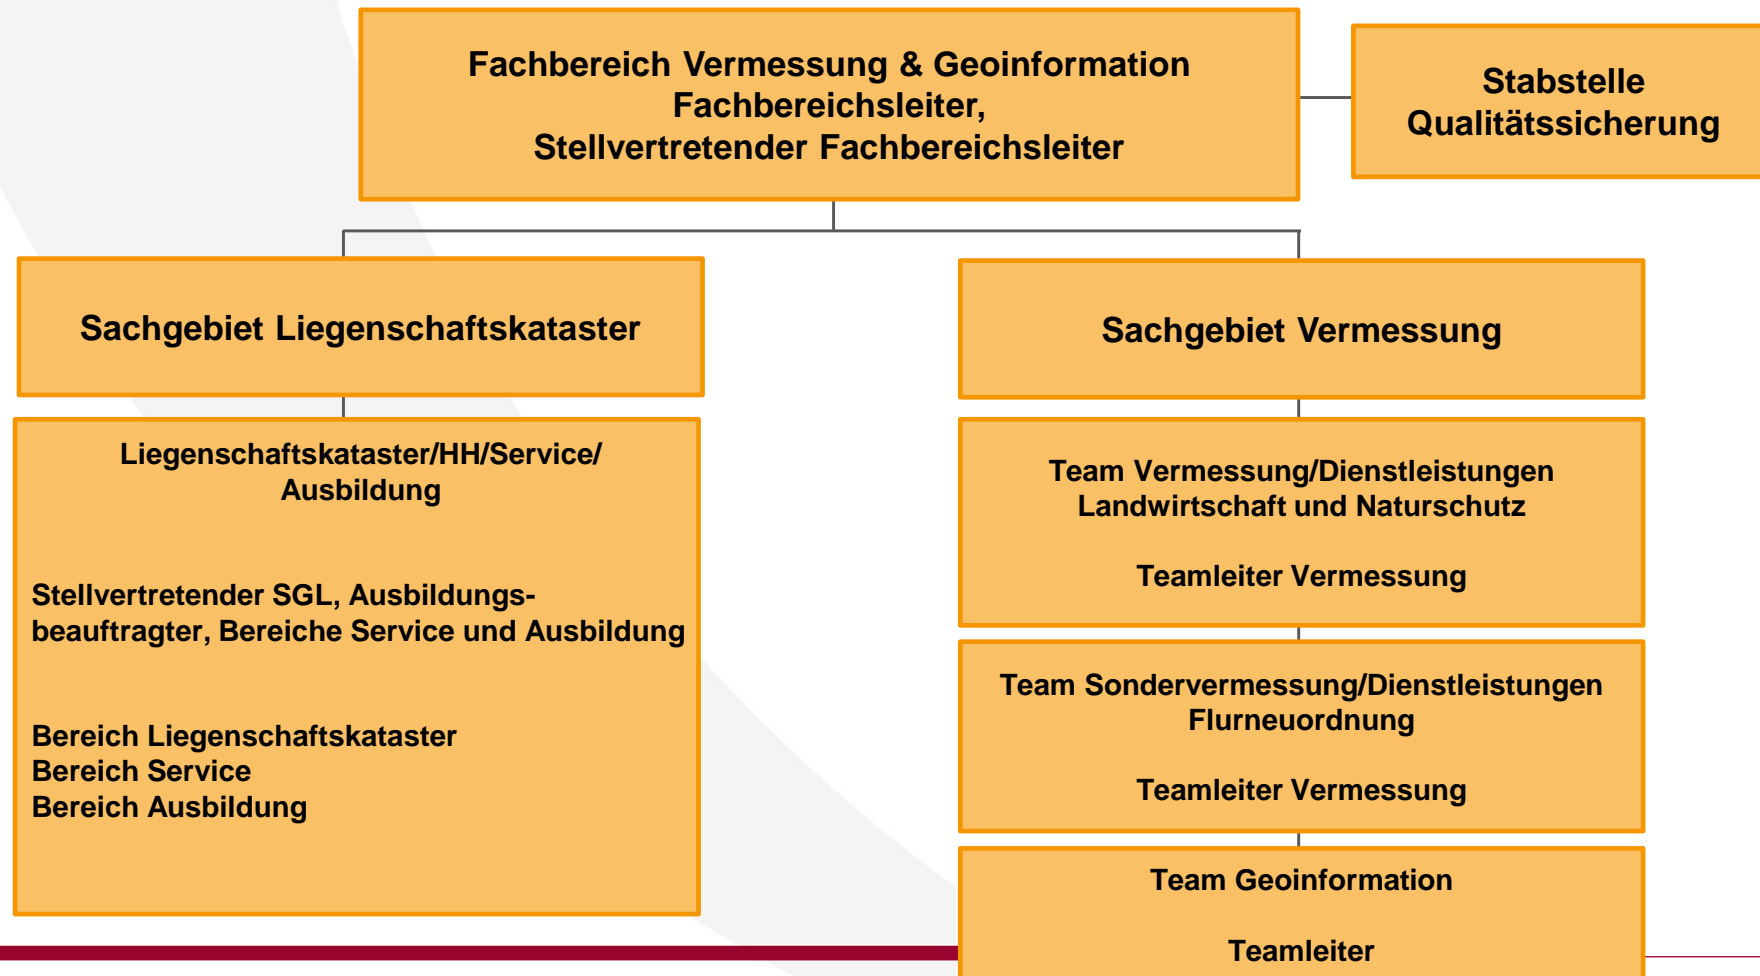 Fachbereich Vermessung & Geoinformation
Fachbereichsleiter,
Stellvertretender Fachbereichsleiter
Stabstelle
Qualitätssicherung
Sachgebiet Liegenschaftskataster
Sachgebiet Vermessung
Liegenschaftskataster/HH/Service/
Ausbildung
Stellvertretender SGL, Ausbildungs-
beauftragter, Bereiche Service und Ausbildung
Bereich Liegenschaftskataster
Bereich Service
Bereich Ausbildung
Team Vermessung/Dienstleistungen
Landwirtschaft und Naturschutz
Teamleiter Vermessung
Team Sondervermessung/Dienstleistungen
Flurneuordnung
Teamleiter Vermessung
Team Geoinformation
Teamleiter